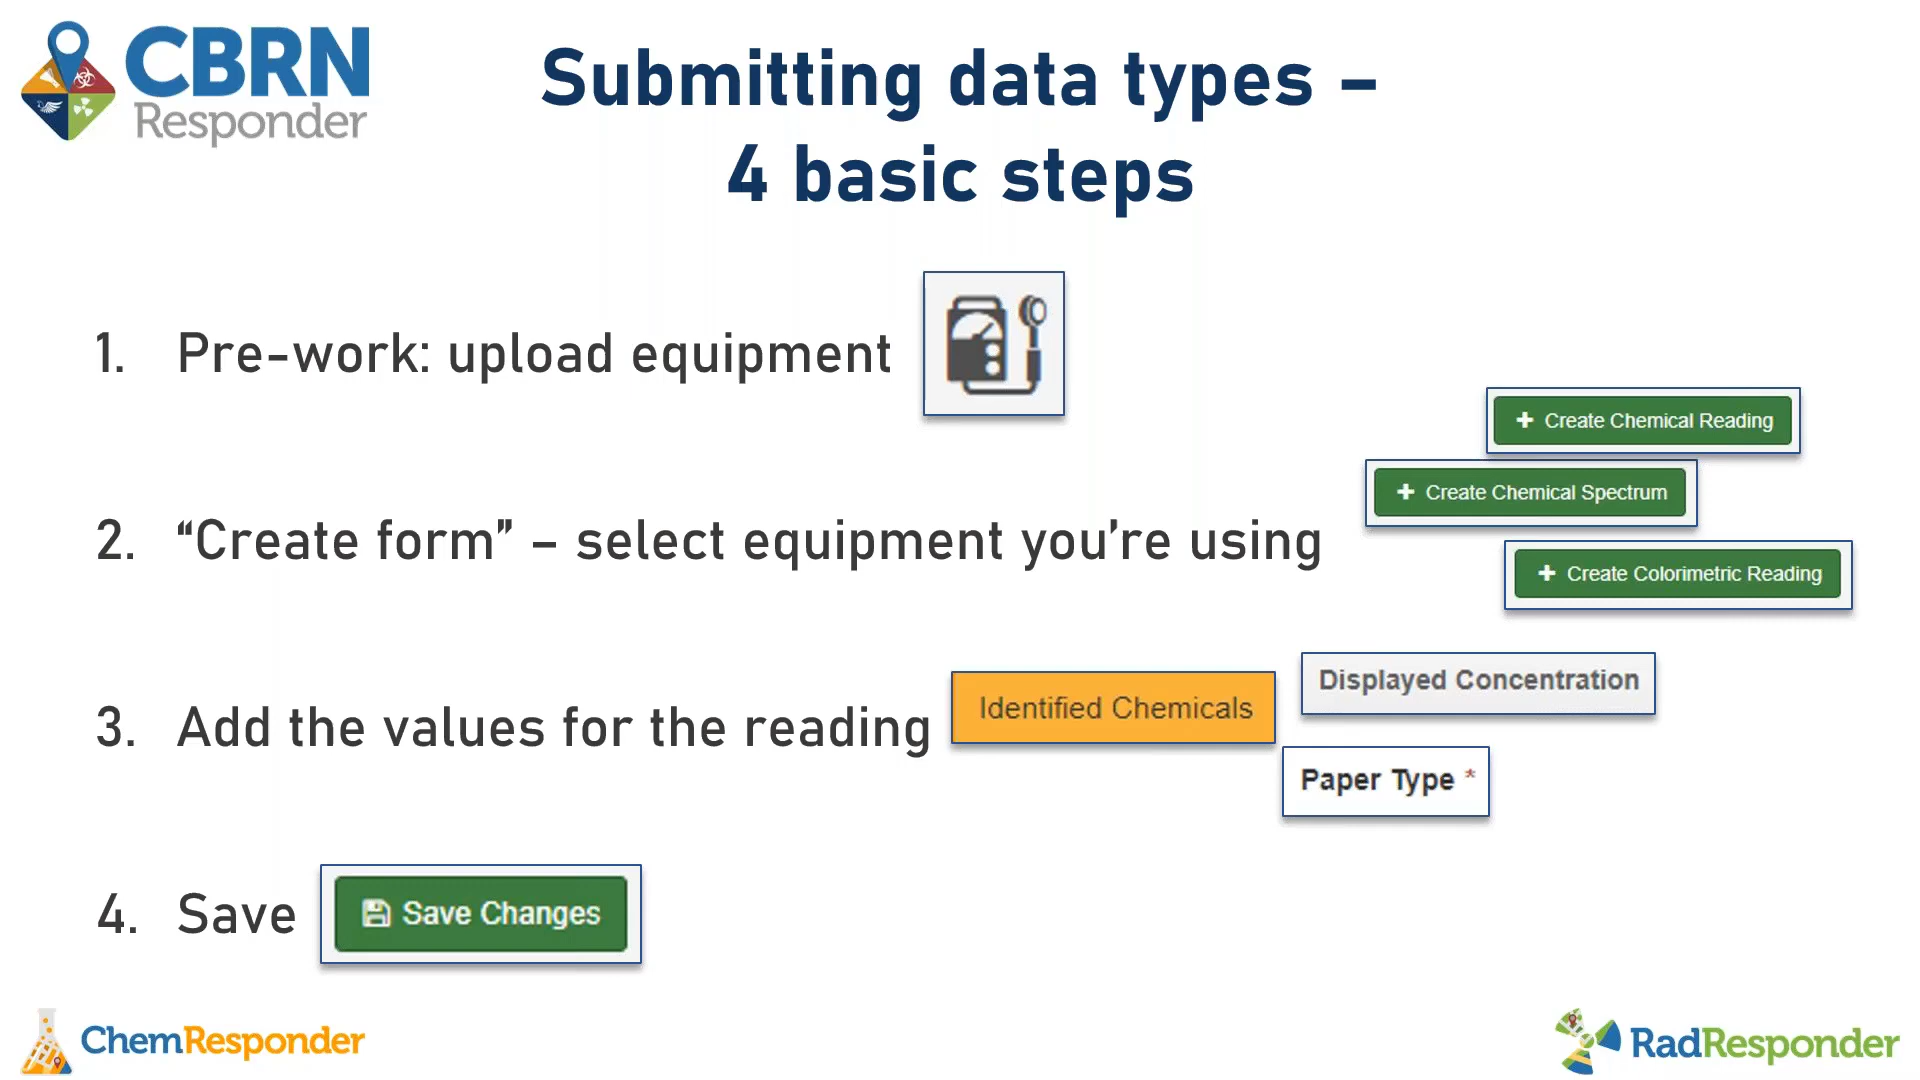 CBRN
Responder
Submitting data types –
4 basic steps
1. Pre-work: upload equipment
+ Create Chemical Reading
+ Create Chemical Spectrum
2. “Create form” – select equipment you’re using
+ Create Colorimetric Reading
3. Add the values for the reading
Identified Chemicals
Displayed Concentration
Paper Type *
4. Save
Save Changes
ChemResponder
RadResponder